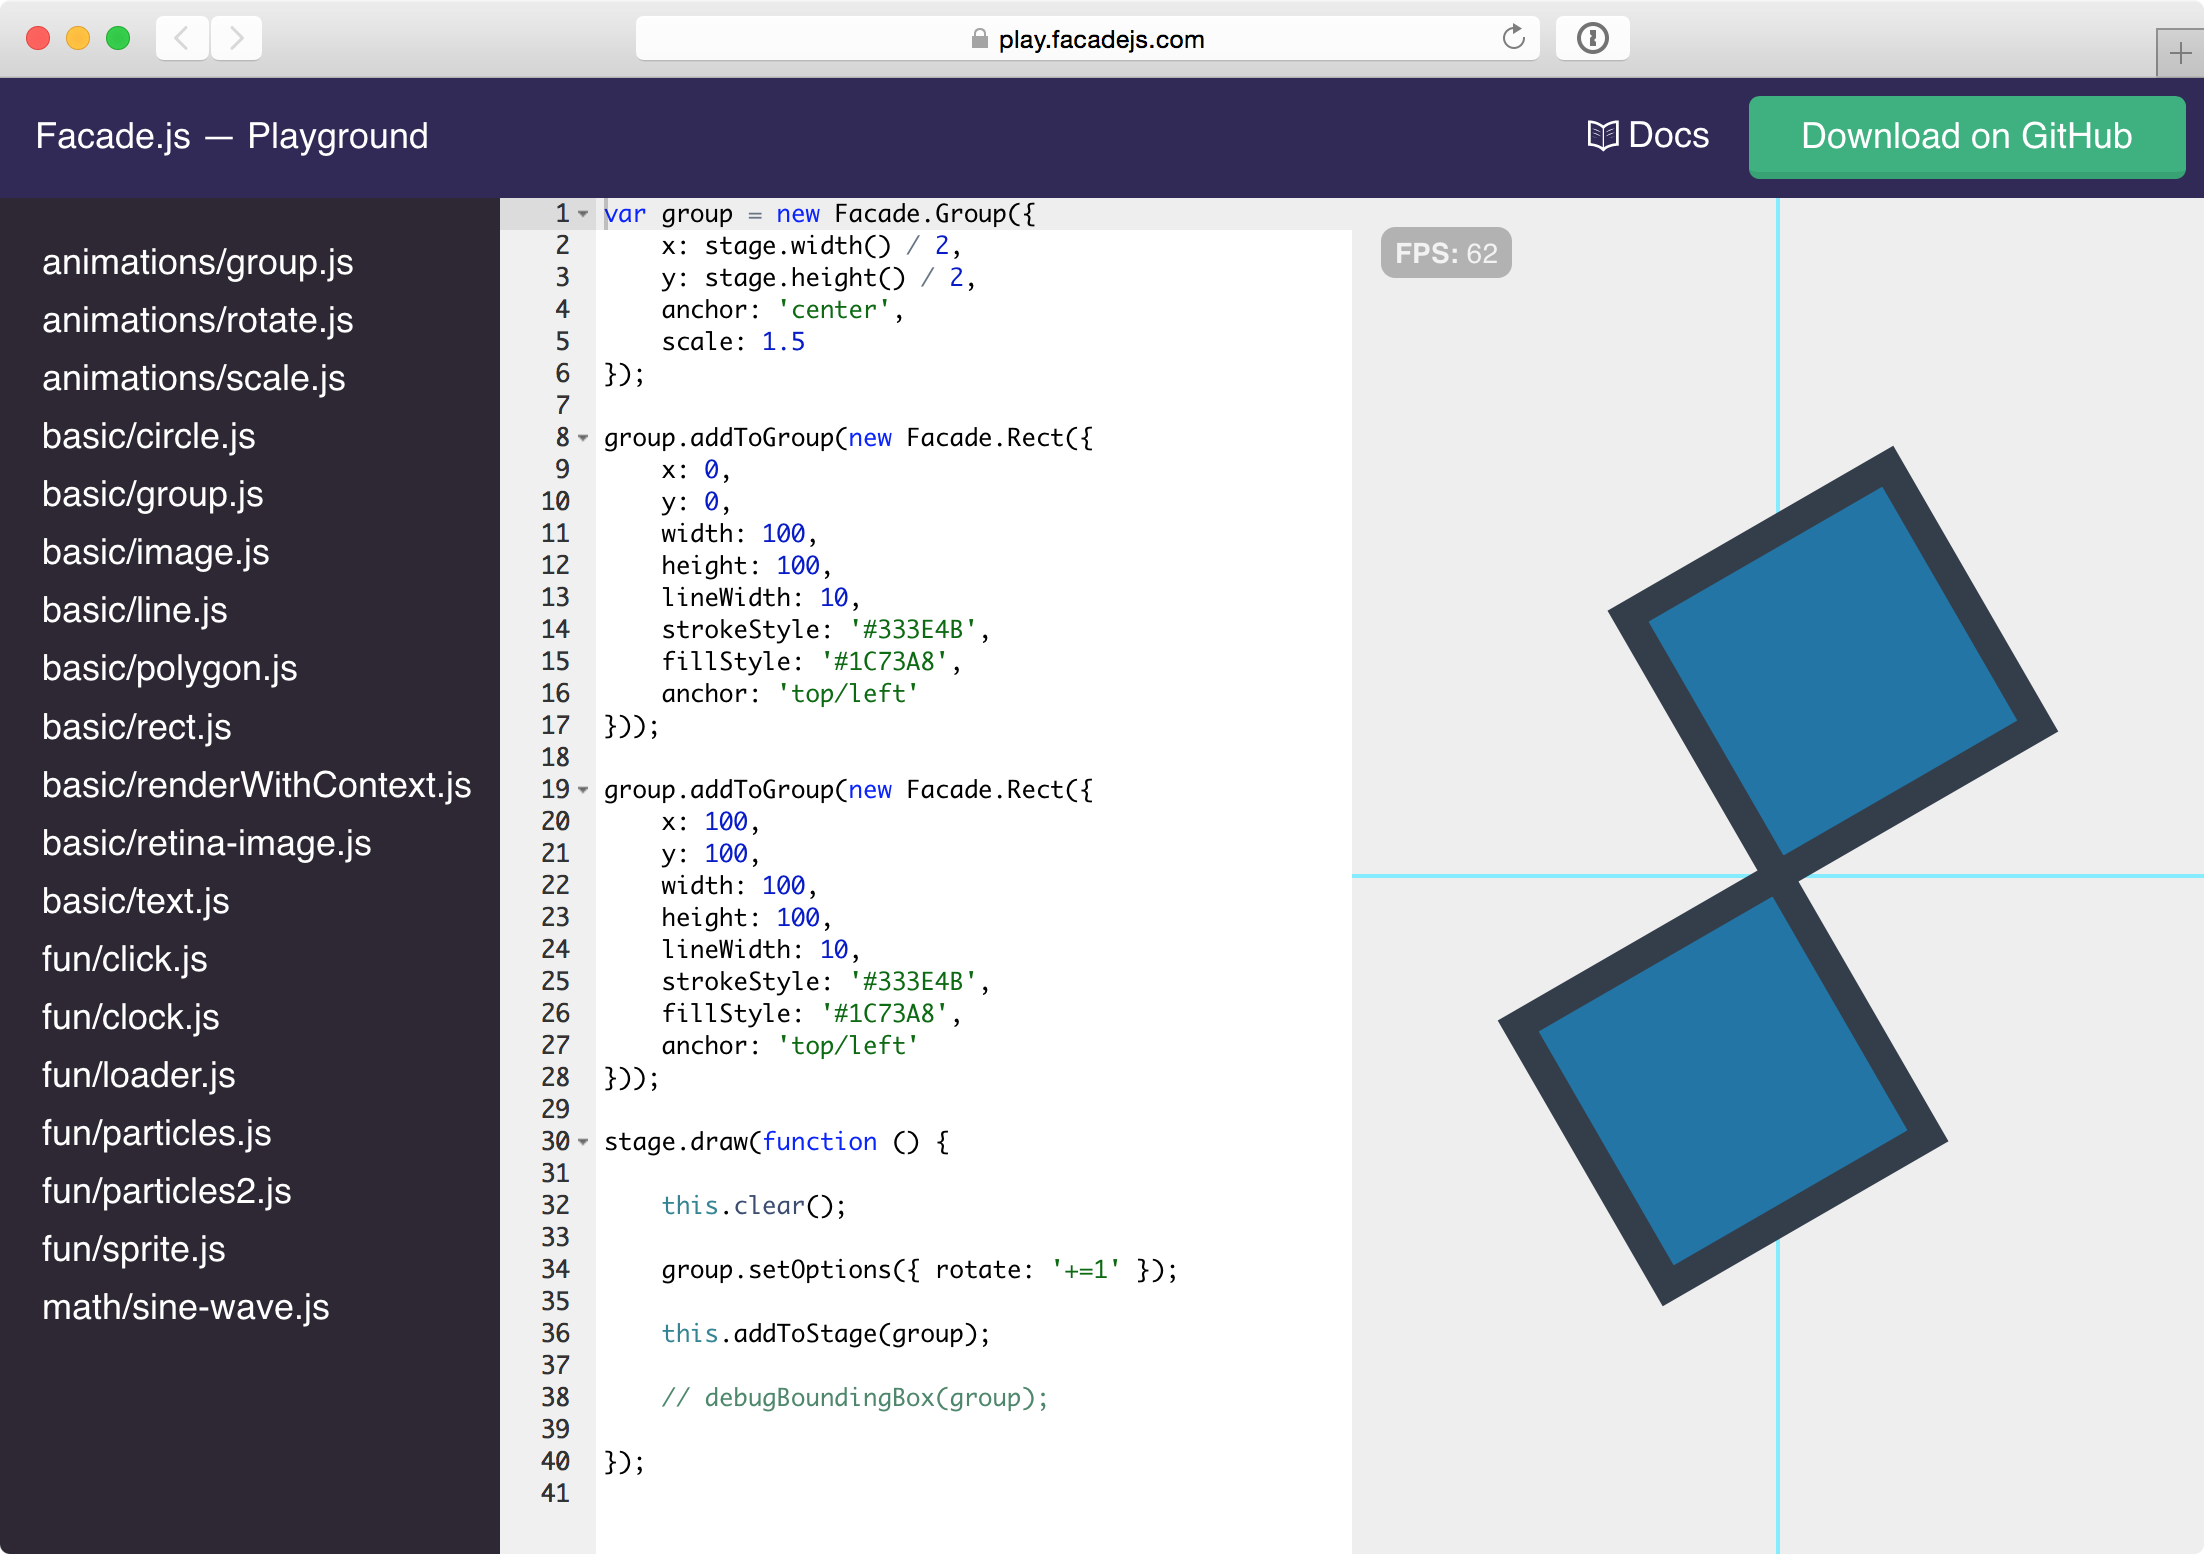 play.facadejs.com
Facade.js — Playground
Docs
Download on GitHub
animations/group.js
animations/rotate.js
animations/scale.js
basic/circle.js
basic/group.js
basic/image.js
basic/line.js
basic/polygon.js
basic/rect.js
basic/renderWithContext.js
basic/retina-image.js
basic/text.js
fun/click.js
fun/clock.js
fun/loader.js
fun/particles.js
fun/particles2.js
fun/sprite.js
math/sine-wave.js
1 var group = new Facade.Group({
2     x: stage.width() / 2,
3     y: stage.height() / 2,
4     anchor: 'center',
5     scale: 1.5
6 });
7
8 group.addToGroup(new Facade.Rect({
9     x: 0,
10     y: 0,
11     width: 100,
12     height: 100,
13     lineWidth: 10,
14     strokeStyle: '#333E4B',
15     fillStyle: '#1C73A8',
16     anchor: 'top/left'
17 }));
18
19 group.addToGroup(new Facade.Rect({
20     x: 100,
21     y: 100,
22     width: 100,
23     height: 100,
24     lineWidth: 10,
25     strokeStyle: '#333E4B',
26     fillStyle: '#1C73A8',
27     anchor: 'top/left'
28 }));
29
30 stage.draw(function () {
31
32     this.clear();
33
34     group.setOptions({ rotate: '+=1' });
35
36     this.addToStage(group);
37
38     // debugBoundingBox(group);
39
40 });
41
FPS: 62